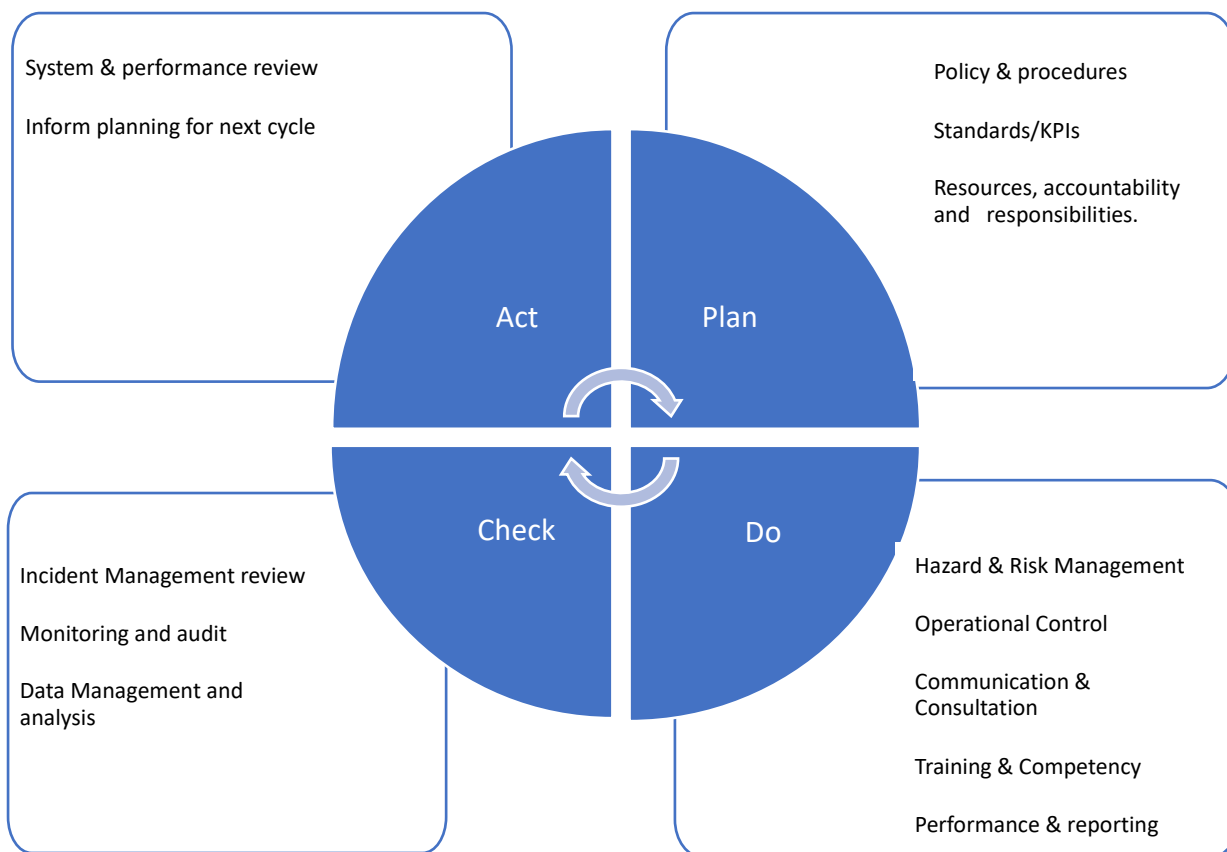 System & performance review
Inform planning for next cycle
Policy & procedures
Standards/KPIs
Resources, accountability
and responsibilities.
Act
Plan
Check
Do
Incident Management review
Monitoring and audit
Data Management and
analysis
Hazard & Risk Management
Operational Control
Communication &
Consultation
Training & Competency
Performance & reporting